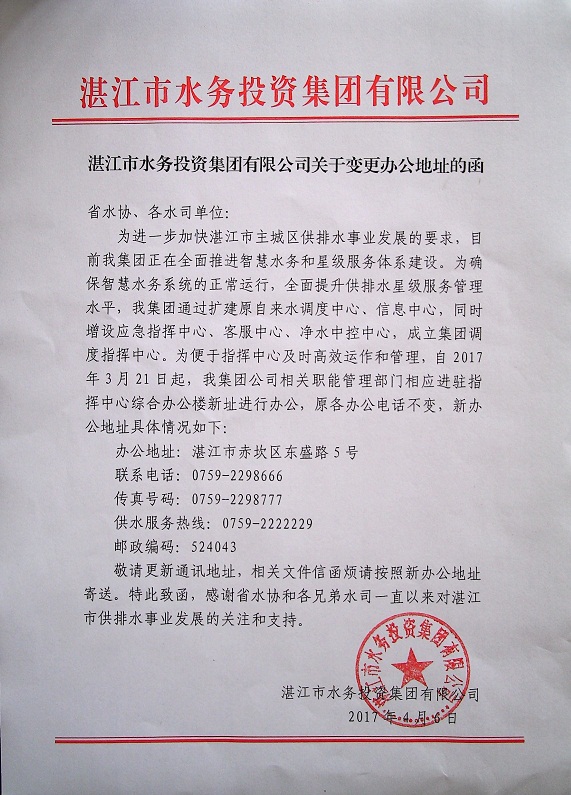 湛江市水务投资集团有限公司
湛江市水务投资集团有限公司关于变更办公地址的函
省水协、各水司单位：
为进一步加快湛江市主城区供排水事业发展的要求，目
前我集团正在全面推进智慧水务和星级服务体系建设。为确
保智慧水务系统的正常运行，全面提升供排水星级服务管理
水平，我集团通过扩建原自来水调度中心、信息中心，同时
增设应急指挥中心、客服中心、净水中控中心，成立集团调
度指挥中心。为便于指挥中心及时高效运作和管理，自2017
年3月21日起，我集团公司相关职能管理部门相应进驻指
挥中心综合办公楼新址进行办公，原各办公电话不变，新办
公地址具体情况如下：
办公地址：湛江市赤坎区东盛路5号
联系电话：0759-2298666
传真号码：0759-2298777
供水服务热线：0759-2222229
邮政编码：524043
敬请更新通讯地址，相关文件信函烦请按照新办公地址
寄送。特此致函，感谢省水协和各兄弟水司一直以来对湛江
市供排水事业发展的关注和支持。
湛江市水务投资集团有限公司
湛江市水务投资集团有限公司
2017年4月6日